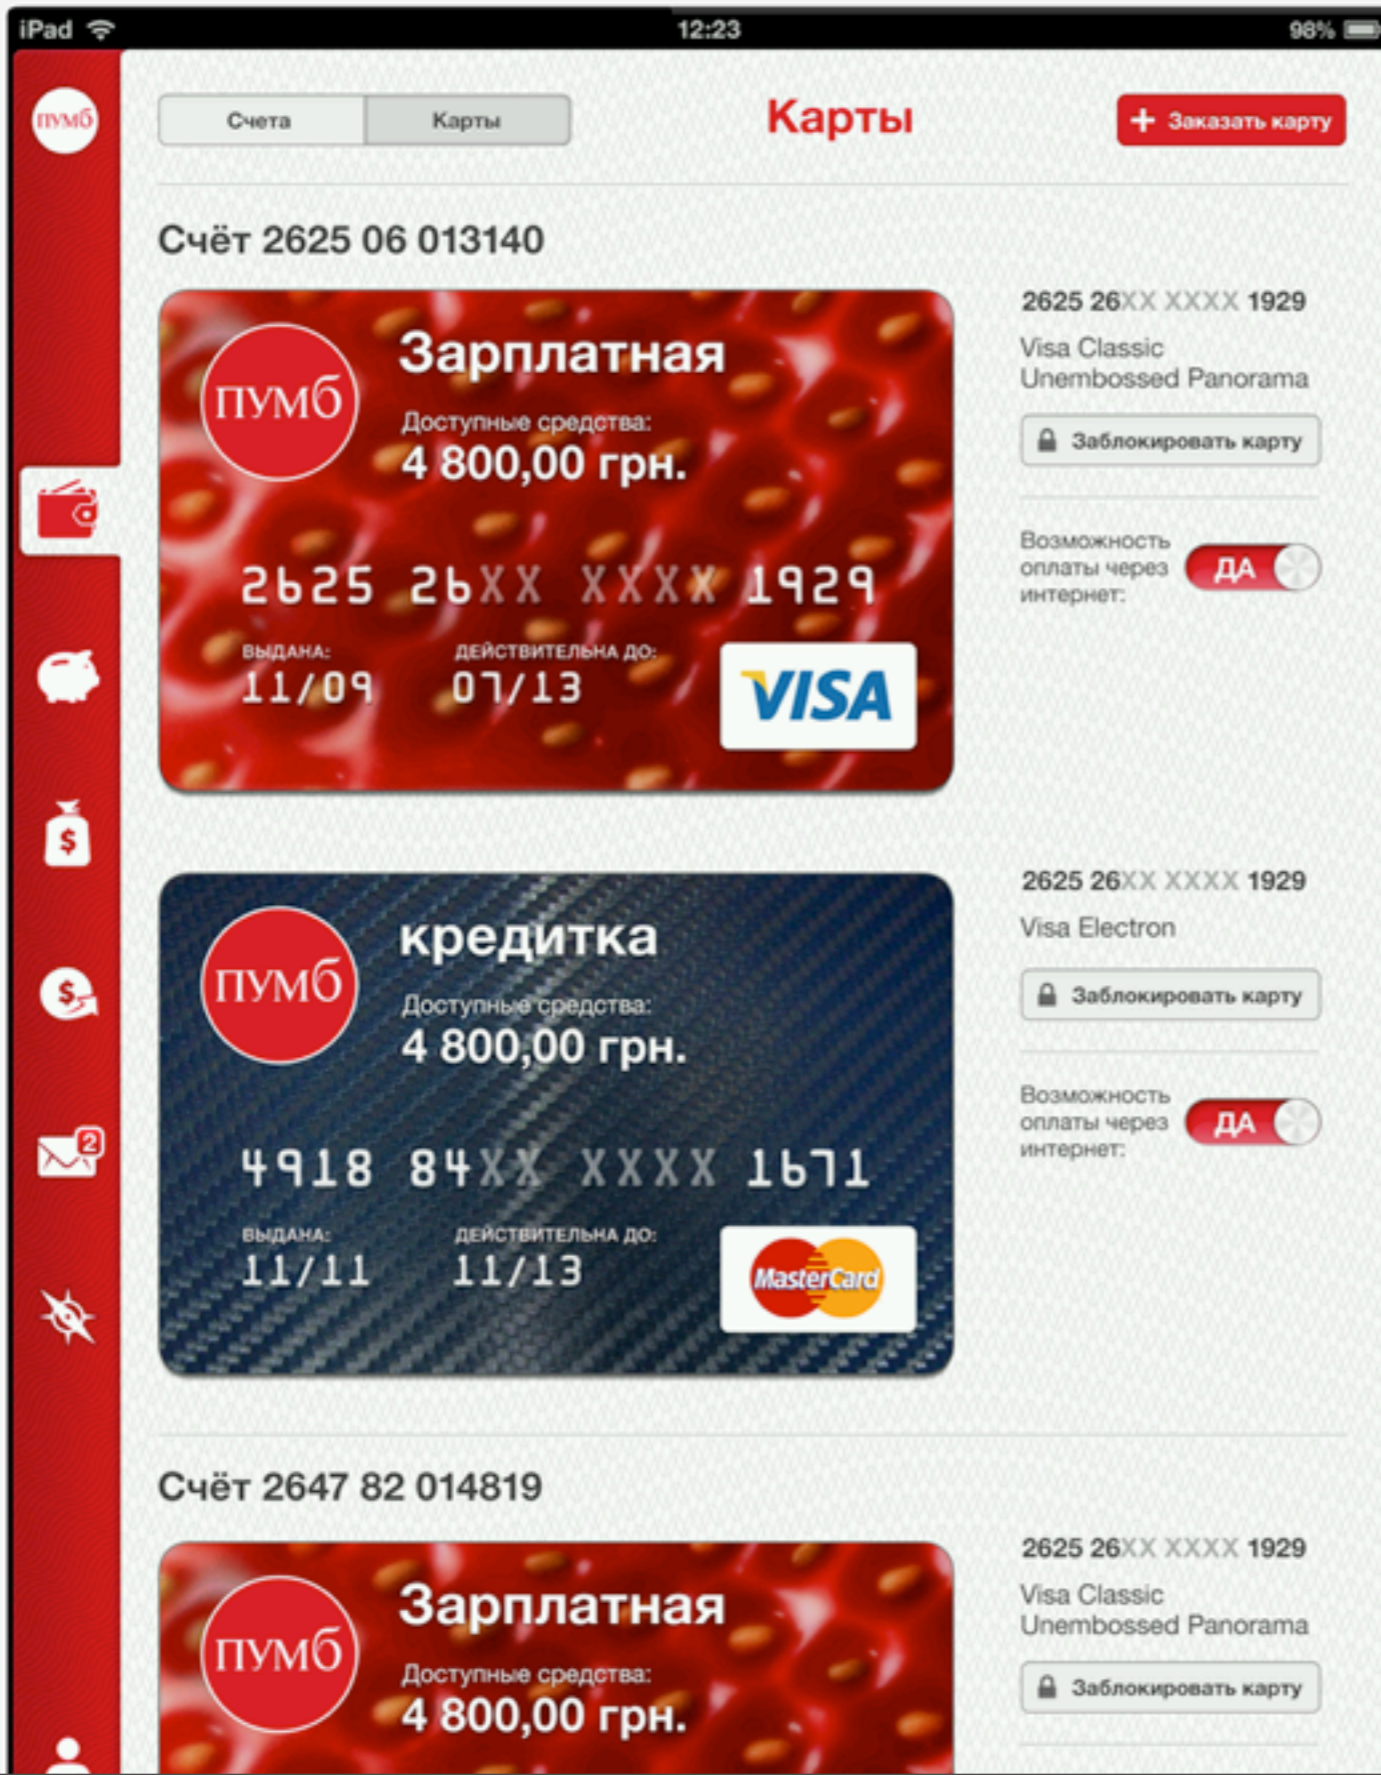 iPad 12:23 98%
пумб
Счета Карты Карты + Заказать карту
Счёт 2625 06 013140
пумб
Зарплатная
Доступные средства:
4 800,00 грн.
2625 26XX XXXX 1929
ВЫДАНА: ДЕЙСТВИТЕЛЬНА ДО:
11/09 07/13
VISA
2625 26XX XXXX 1929
Visa Classic
Unembossed Panorama
Заблокировать карту
Возможность
оплаты через
интернет:
ДА
$
$
2
пумб
кредитка
Доступные средства:
4 800,00 грн.
4918 84XX XXXX 1671
ВЫДАНА: ДЕЙСТВИТЕЛЬНА ДО:
11/11 11/13
MasterCard
2625 26XX XXXX 1929
Visa Electron
Заблокировать карту
Возможность
оплаты через
интернет:
ДА
Счёт 2647 82 014819
пумб
Зарплатная
Доступные средства:
4 800,00 грн.
2625 26XX XXXX 1929
Visa Classic
Unembossed Panorama
Заблокировать карту